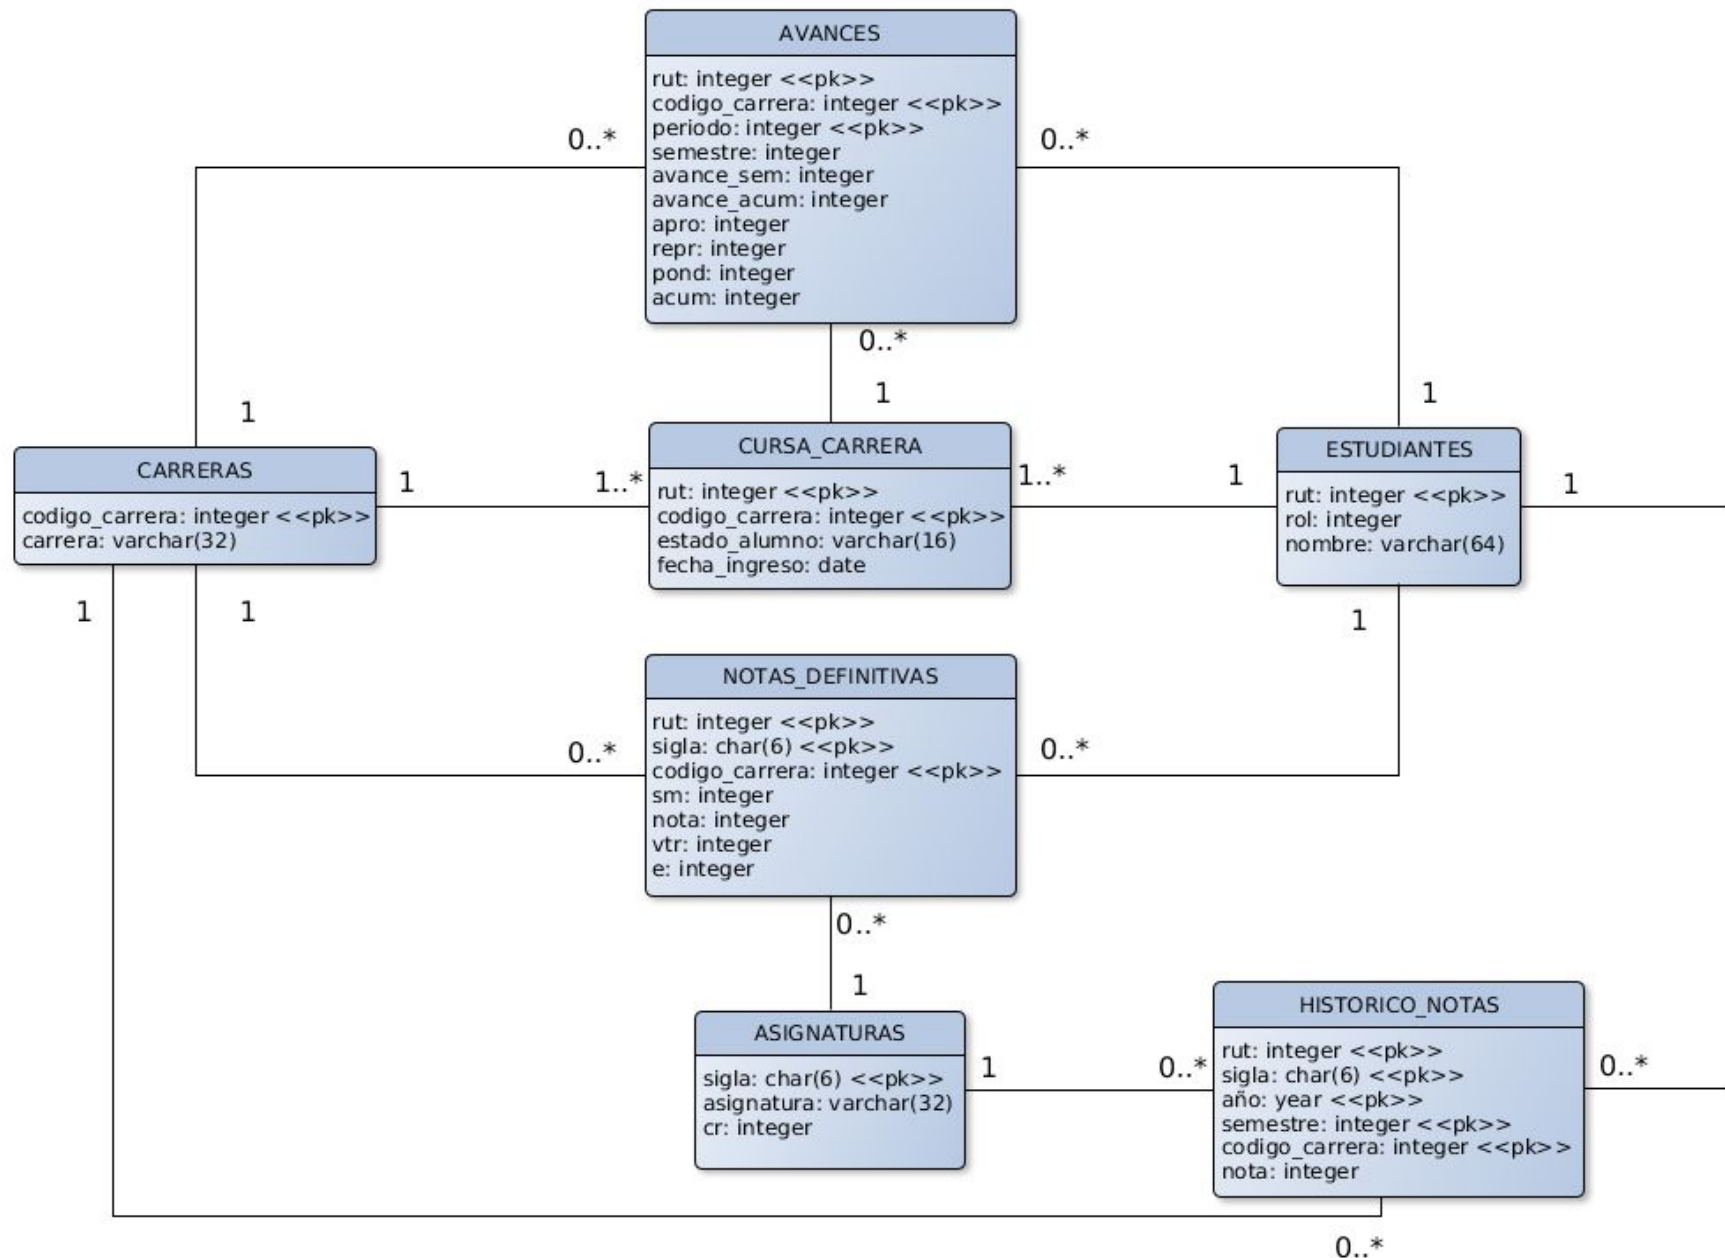 AVANCES
rut: integer <<pk>>
codigo_carrera: integer <<pk>>
periodo: integer <<pk>>
semestre: integer
avance_sem: integer
avance_acum: integer
apro: integer
repr: integer
pond: integer
acum: integer
0..*
0..*
0..*
1
1
1
CARRERAS
codigo_carrera: integer <<pk>>
carrera: varchar(32)
1
1..*
CURSA_CARRERA
rut: integer <<pk>>
codigo_carrera: integer <<pk>>
estado_alumno: varchar(16)
fecha_ingreso: date
1..*
1
ESTUDIANTES
rut: integer <<pk>>
rol: integer
nombre: varchar(64)
1
1
1
1
NOTAS_DEFINITIVAS
rut: integer <<pk>>
sigla: char(6) <<pk>>
codigo_carrera: integer <<pk>>
sm: integer
nota: integer
vtr: integer
e: integer
0..*
0..*
0..*
1
ASIGNATURAS
sigla: char(6) <<pk>>
asignatura: varchar(32)
cr: integer
1
0..*
HISTORICO_NOTAS
rut: integer <<pk>>
sigla: char(6) <<pk>>
año: year <<pk>>
semestre: integer <<pk>>
codigo_carrera: integer <<pk>>
nota: integer
0..*
0..*